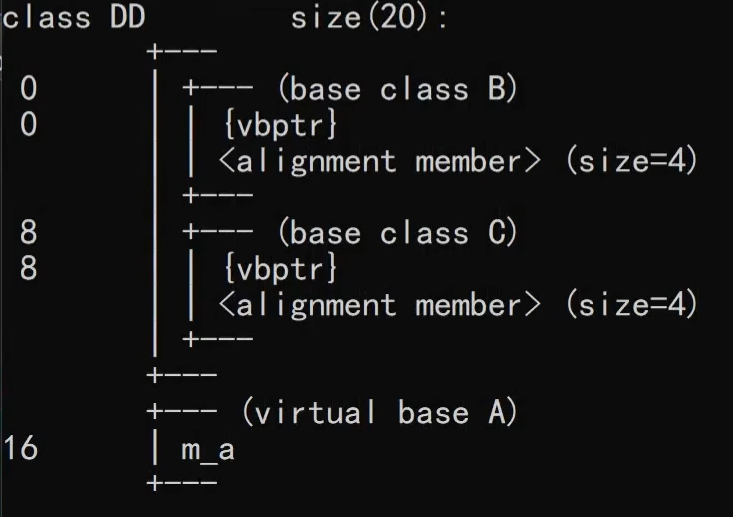 class DD	size(20):
	+---
 0	| +--- (base class B)
 0	| | {vbptr}
	| | <alignment member> (size=4)
	| +---
 8	| +--- (base class C)
 8	| | {vbptr}
	| | <alignment member> (size=4)
	| +---
	+---
	+--- (virtual base A)
16	| m_a
	+---